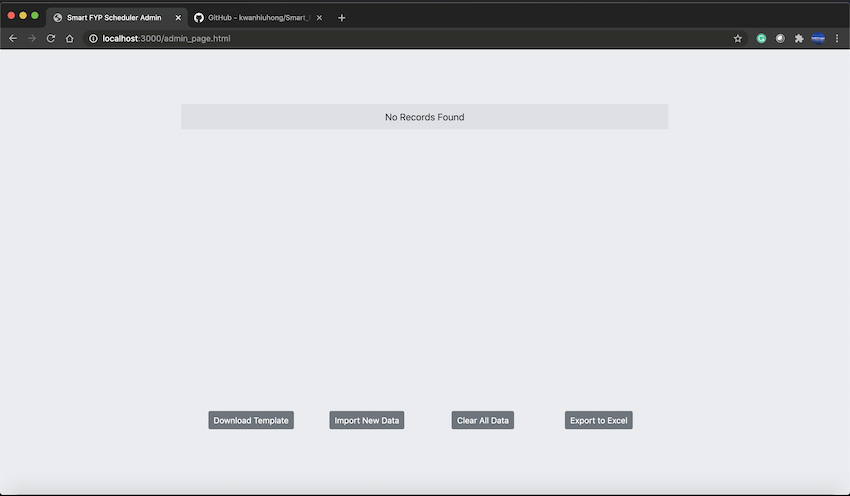 Smart FYP Scheduler Admin
GitHub - kwanhiuhong/Smart_
localhost:3000/admin_page.html
No Records Found
Download Template
Import New Data
Clear All Data
Export to Excel